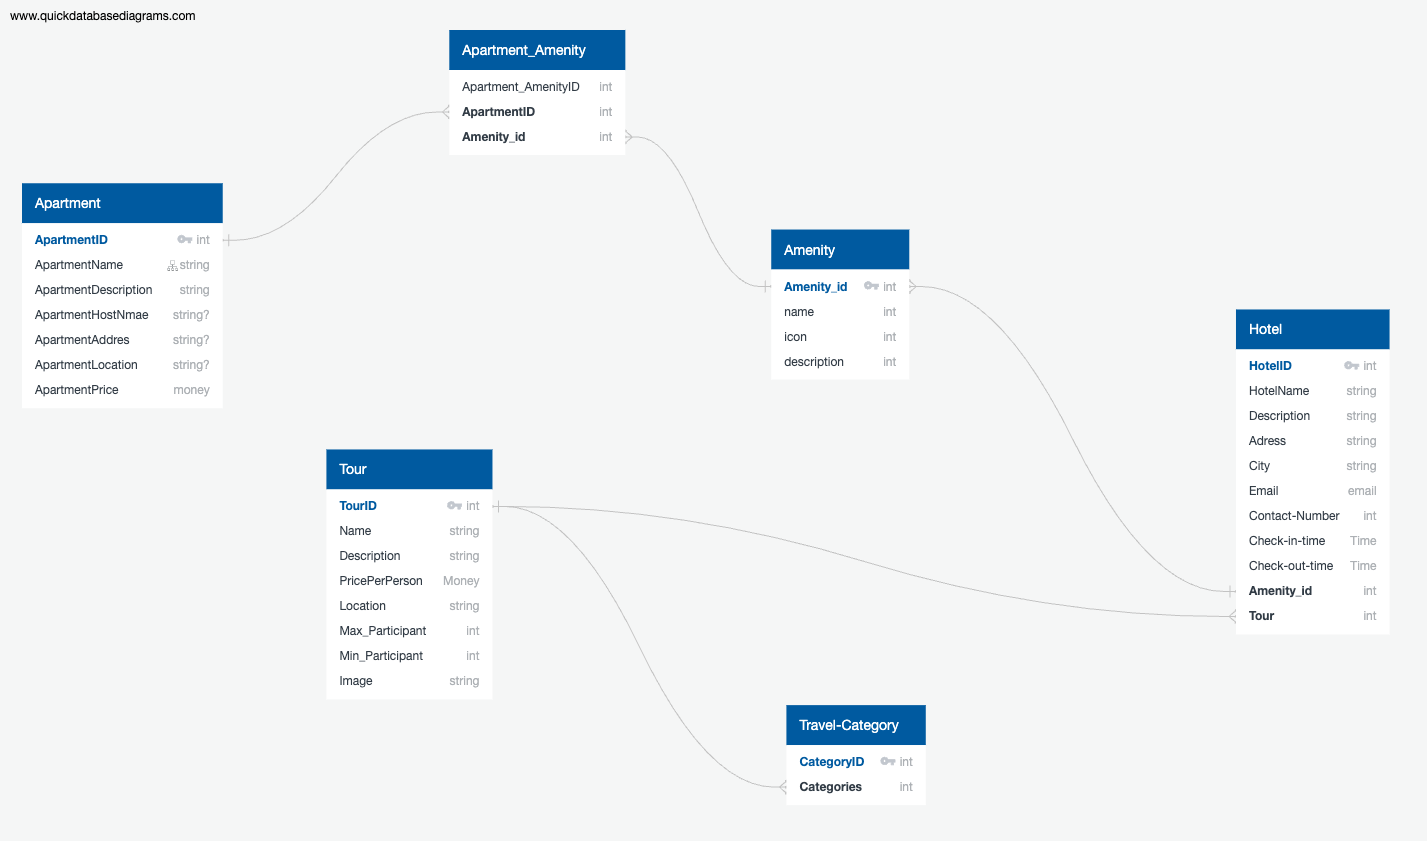 www.quickdatabasediagrams.com
Apartment_Amenity
Apartment_AmenityID int
ApartmentID int
Amenity_id int
Apartment
ApartmentID int
ApartmentName string
ApartmentDescription string
ApartmentHostNmae string?
ApartmentAddres string?
ApartmentLocation string?
ApartmentPrice money
Amenity
Amenity_id int
name int
icon int
description int
Hotel
HotelID int
HotelName string
Description string
Adress string
City string
Email email
Contact-Number int
Check-in-time Time
Check-out-time Time
Amenity_id int
Tour int
Tour
TourID int
Name string
Description string
PricePerPerson Money
Location string
Max_Participant int
Min_Participant int
Image string
Travel-Category
CategoryID int
Categories int